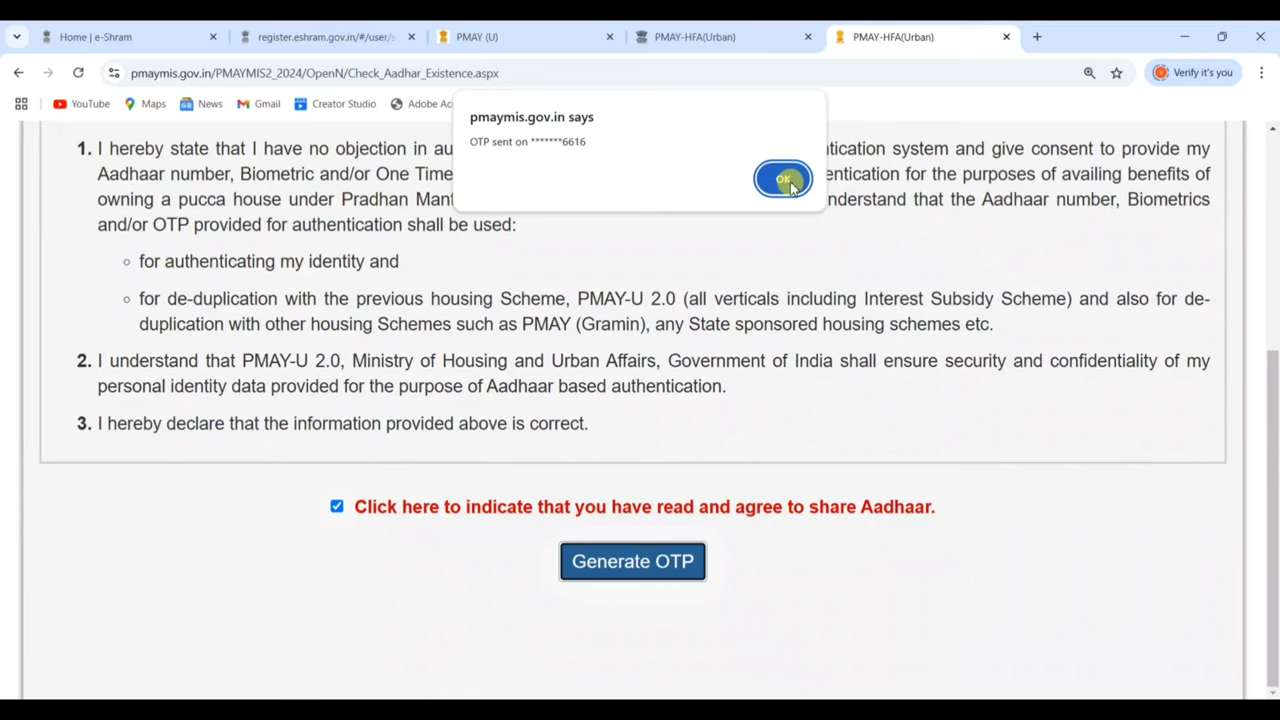 Home | e-Shram
register.eshram.gov.in/#/user/s
PMAY (U)
PMAY-HFA(Urban)
PMAY-HFA(Urban)
pmaymis.gov.in/PMAYMIS2_2024/OpenN/Check_Aadhar_Existence.aspx
Verify it's you
YouTube
Maps
News
Gmail
Creator Studio
Adobe Ac
pmaymis.gov.in says
OTP sent on *******6616
OK
1. I hereby state that I have no objection in au tication system and give consent to provide my
Aadhaar number, Biometric and/or One Time entication for the purposes of availing benefits of
owning a pucca house under Pradhan Mant nderstand that the Aadhaar number, Biometrics
and/or OTP provided for authentication shall be used:
for authenticating my identity and
for de-duplication with the previous housing Scheme, PMAY-U 2.0 (all verticals including Interest Subsidy Scheme) and also for de-
duplication with other housing Schemes such as PMAY (Gramin), any State sponsored housing schemes etc.
2. I understand that PMAY-U 2.0, Ministry of Housing and Urban Affairs, Government of India shall ensure security and confidentiality of my
personal identity data provided for the purpose of Aadhaar based authentication.
3. I hereby declare that the information provided above is correct.
Click here to indicate that you have read and agree to share Aadhaar.
Generate OTP